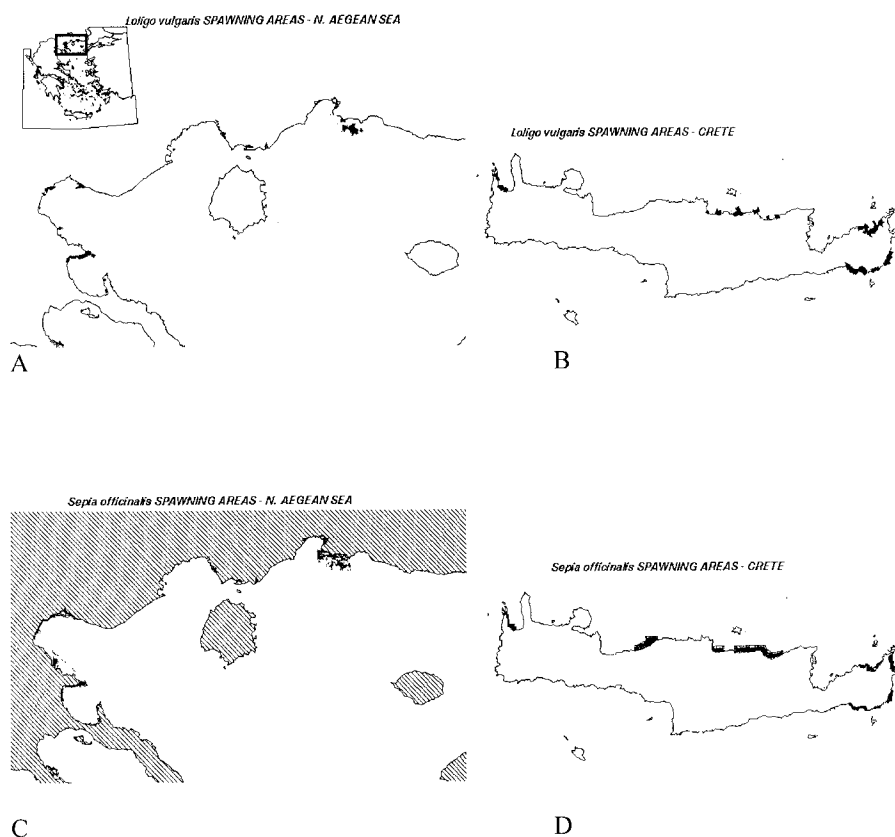 Loligo vulgaris SPAWNING AREAS - N. AEGEAN SEA
Loligo vulgaris SPAWNING AREAS - CRETE
A
B
Sepia officinalis SPAWNING AREAS - N. AEGEAN SEA
Sepia officinalis SPAWNING AREAS - CRETE
C
D